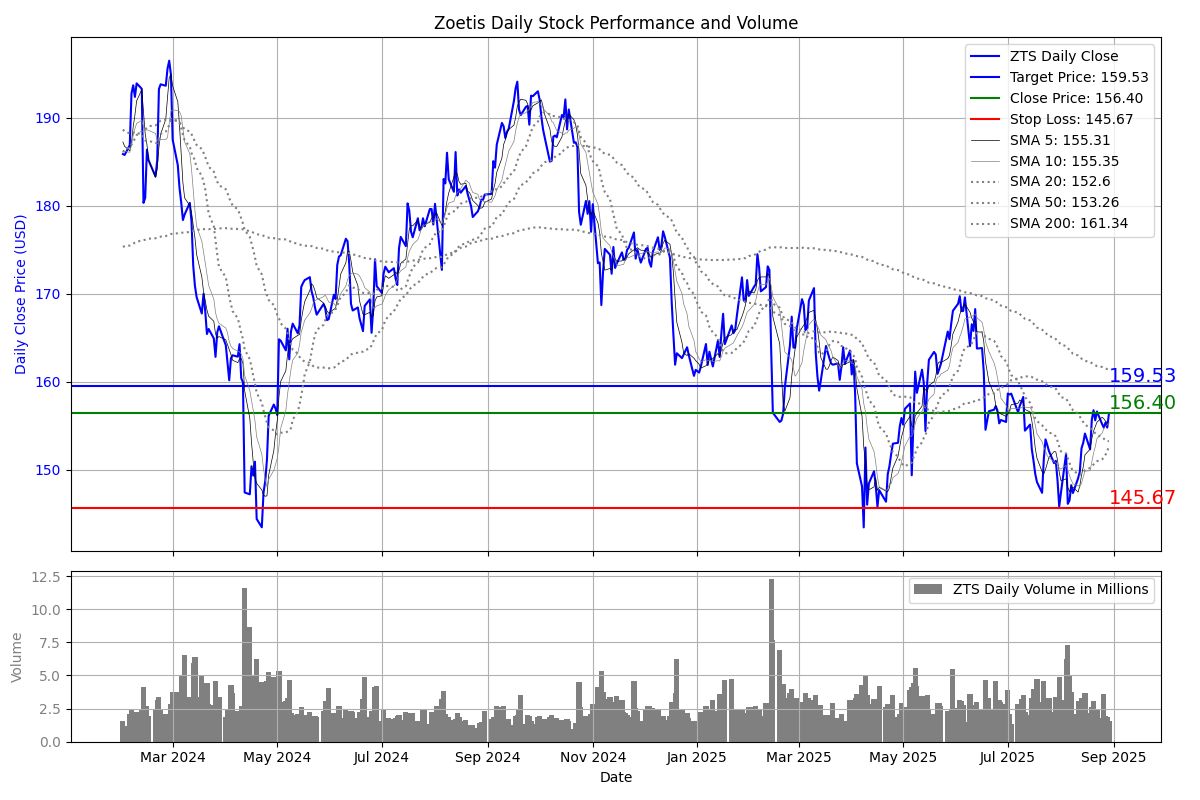 Zoetis Daily Stock Performance and Volume
Daily Close Price (USD)
190
180
170
160
150
ZTS Daily Close
Target Price: 159.53
Close Price: 156.40
Stop Loss: 145.67
SMA 5: 155.31
SMA 10: 155.35
SMA 20: 152.6
SMA 50: 153.26
SMA 200: 161.34
159.53
156.40
145.67
Volume
12.5
10.0
7.5
5.0
2.5
0.0
ZTS Daily Volume in Millions
Mar 2024 May 2024 Jul 2024 Sep 2024 Nov 2024 Jan 2025 Mar 2025 May 2025 Jul 2025 Sep 2025
Date